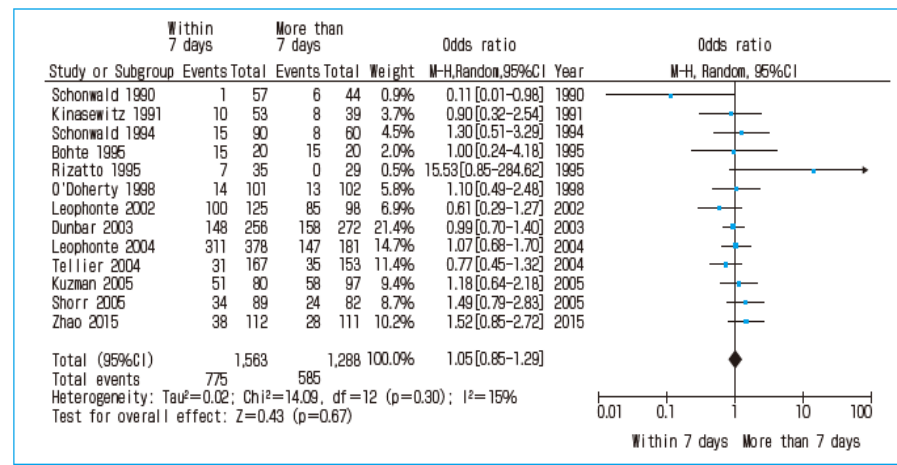 Within More than
7 days 7 days Odds ratio Odds ratio
Study or Subgroup Events Total Events Total Weight M-H,Random,95%CI Year M-H, Random, 95%CI
Schonwald 1990 1 57 6 44 0.9% 0.11[0.01-0.98] 1990
Kinasewitz 1991 10 53 8 39 3.7% 0.90[0.32-2.54] 1991
Schonwald 1994 15 90 8 60 4.5% 1.30[0.51-3.29] 1994
Bohte 1995 15 20 15 20 2.0% 1.00[0.24-4.18] 1995
Rizatto 1995 7 35 0 29 0.5% 15.53[0.85-284.62] 1995
O'Doherty 1998 14 101 13 102 5.8% 1.10[0.49-2.48] 1998
Leophonte 2002 100 125 85 98 6.9% 0.61[0.29-1.27] 2002
Dunbar 2003 148 256 158 272 21.4% 0.99[0.70-1.40] 2003
Leophonte 2004 311 378 147 181 14.7% 1.07[0.68-1.70] 2004
Tellier 2004 31 167 35 153 11.4% 0.77[0.45-1.32] 2004
Kuzman 2005 51 80 58 97 9.4% 1.18[0.64-2.18] 2005
Shorr 2005 34 89 24 82 8.6% 1.49[0.79-2.83] 2005
Zhao 2015 38 112 28 111 10.2% 1.52[0.85-2.72] 2015
Total (95%CI) 1,563 1,288 100.0% 1.05[0.85-1.29]
Total events 775 585
Heterogeneity: Tau²=0.02; Chi²=14.09, df=12 (p=0.30); I²=15%
Test for overall effect: Z=0.43 (p=0.67)
0.01 0.1 1 10 100
Within 7 days More than 7 days